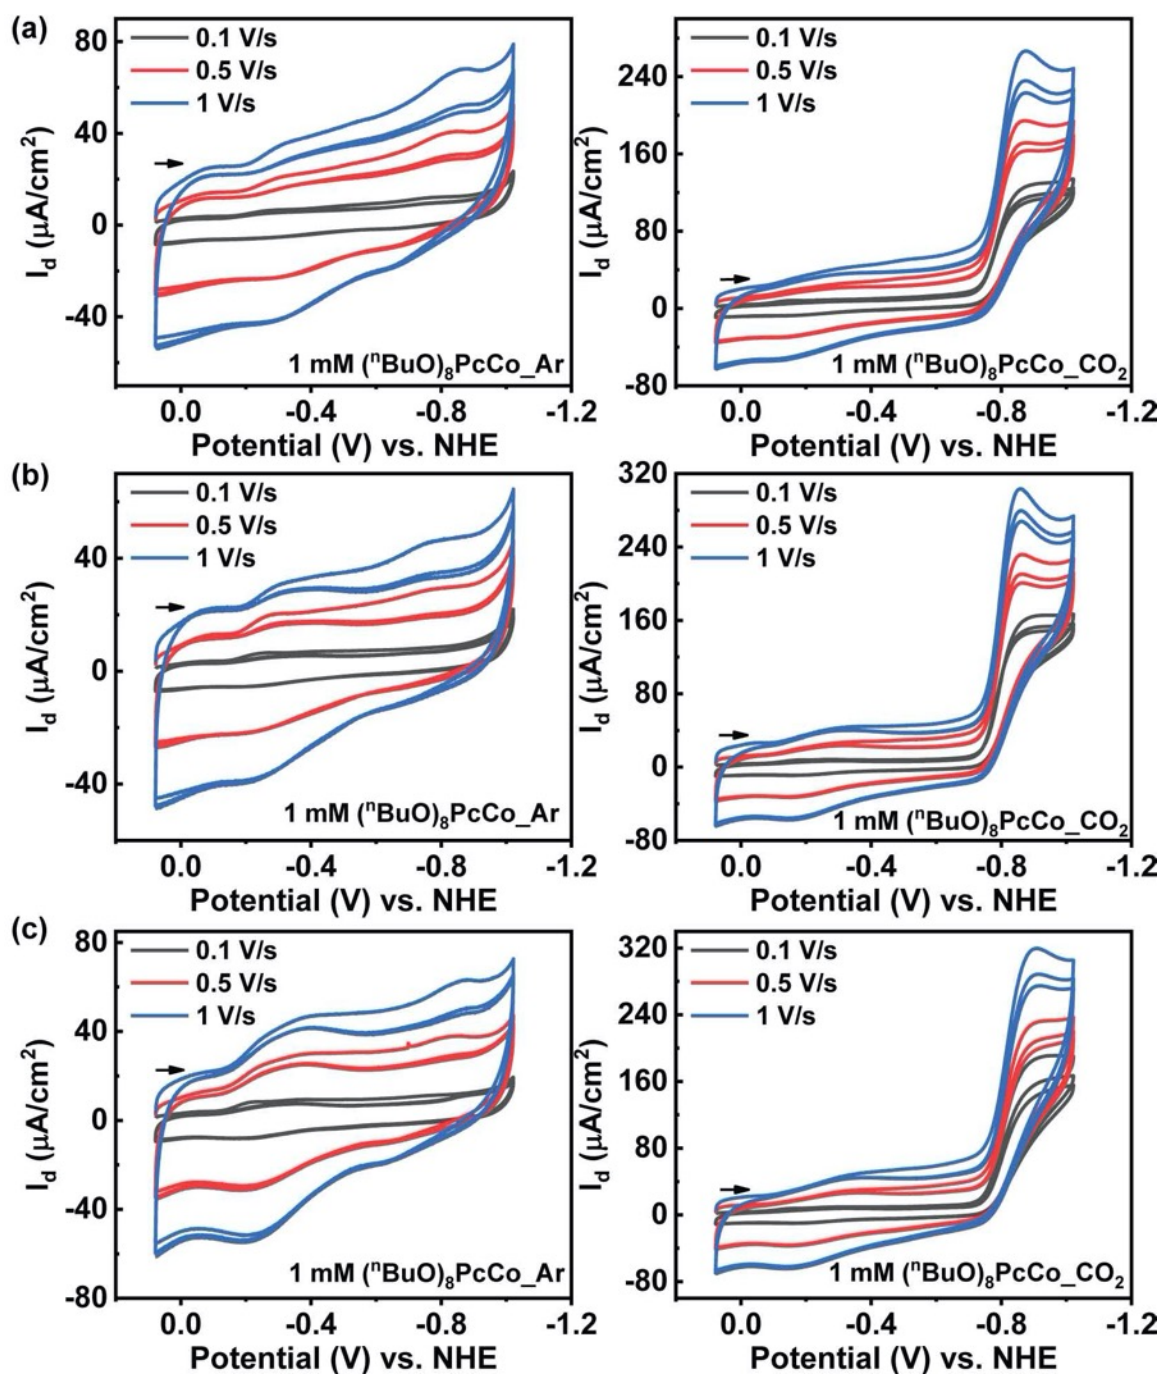 (a)
80
40
0
-40
I_d (μA/cm²)
0.1 V/s
0.5 V/s
1 V/s
1 mM (ⁿBuO)₈PcCo_Ar
0.0 -0.4 -0.8 -1.2
Potential (V) vs. NHE
240
160
80
0
-80
I_d (μA/cm²)
0.1 V/s
0.5 V/s
1 V/s
1 mM (ⁿBuO)₈PcCo_CO₂
0.0 -0.4 -0.8 -1.2
Potential (V) vs. NHE
(b)
40
0
-40
I_d (μA/cm²)
0.1 V/s
0.5 V/s
1 V/s
1 mM (ⁿBuO)₈PcCo_Ar
0.0 -0.4 -0.8 -1.2
Potential (V) vs. NHE
320
240
160
80
0
-80
I_d (μA/cm²)
0.1 V/s
0.5 V/s
1 V/s
1 mM (ⁿBuO)₈PcCo_CO₂
0.0 -0.4 -0.8 -1.2
Potential (V) vs. NHE
(c)
80
40
0
-40
-80
I_d (μA/cm²)
0.1 V/s
0.5 V/s
1 V/s
1 mM (ⁿBuO)₈PcCo_Ar
0.0 -0.4 -0.8 -1.2
Potential (V) vs. NHE
320
240
160
80
0
-80
I_d (μA/cm²)
0.1 V/s
0.5 V/s
1 V/s
1 mM (ⁿBuO)₈PcCo_CO₂
0.0 -0.4 -0.8 -1.2
Potential (V) vs. NHE